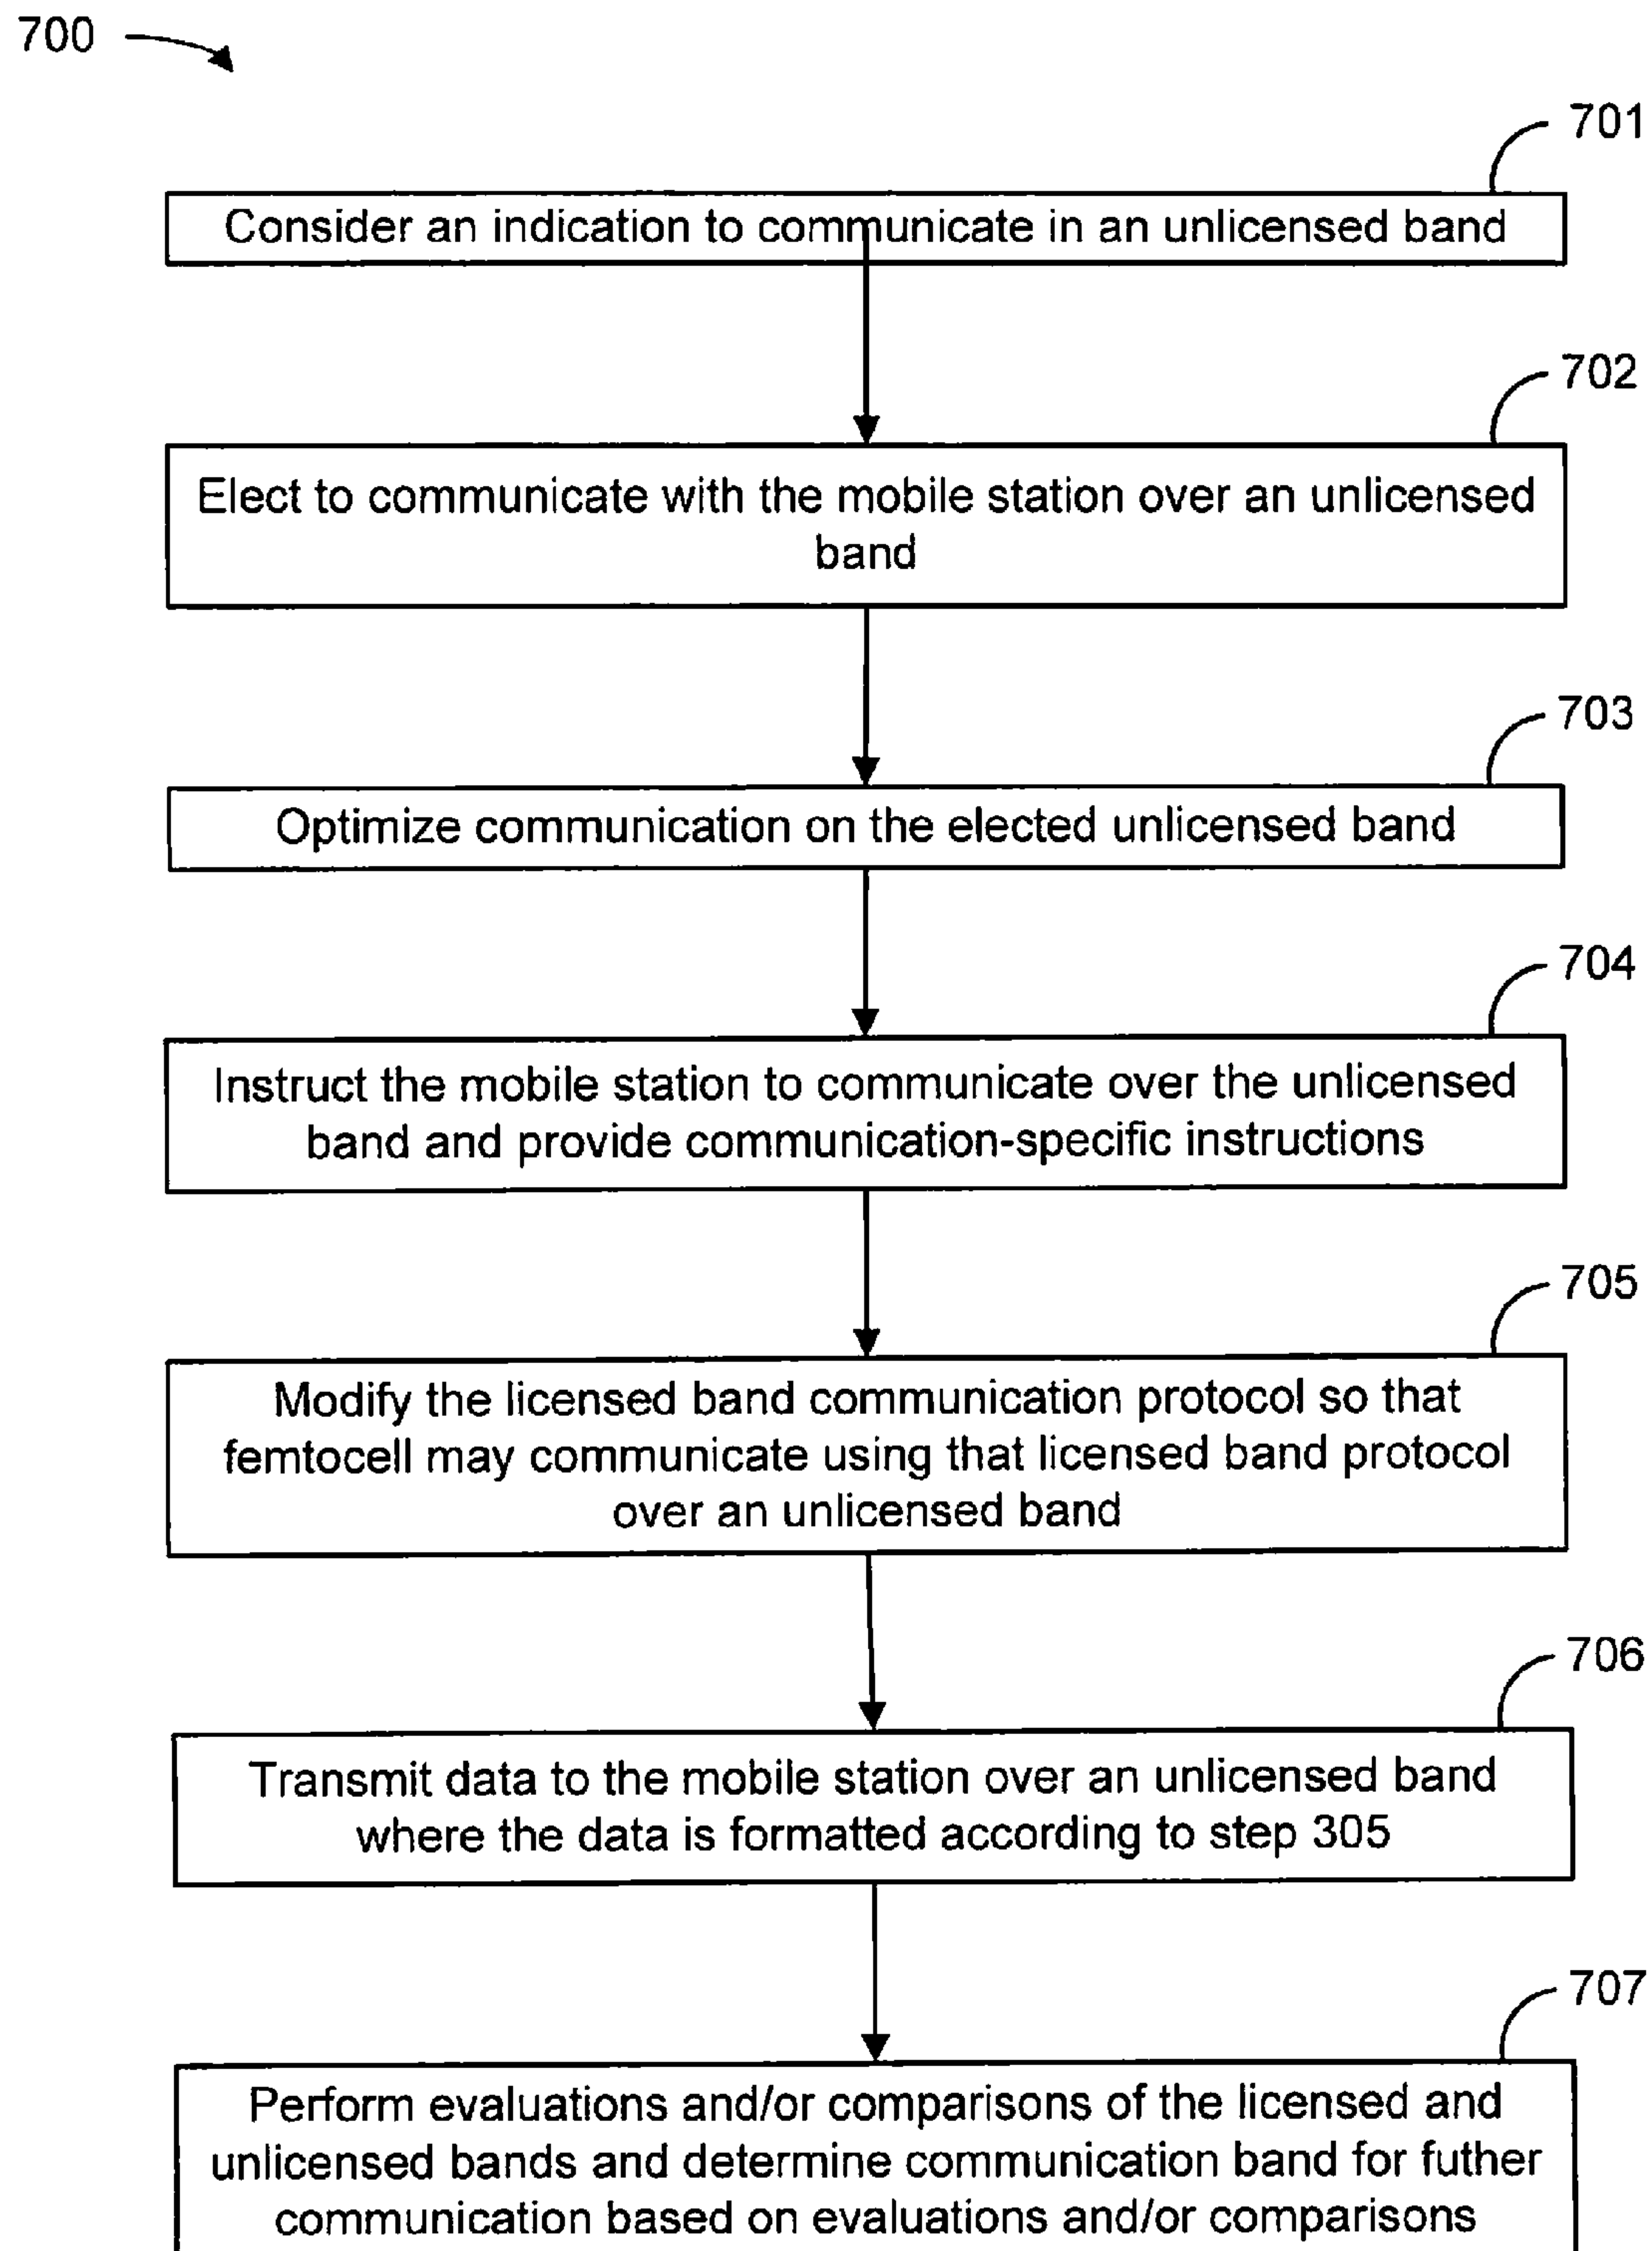 700
701
Consider an indication to communicate in an unlicensed band
702
Elect to communicate with the mobile station over an unlicensed
band
703
Optimize communication on the elected unlicensed band
704
Instruct the mobile station to communicate over the unlicensed
band and provide communication-specific instructions
705
Modify the licensed band communication protocol so that
femtocell may communicate using that licensed band protocol
over an unlicensed band
706
Transmit data to the mobile station over an unlicensed band
where the data is formatted according to step 305
707
Perform evaluations and/or comparisons of the licensed and
unlicensed bands and determine communication band for futher
communication based on evaluations and/or comparisons